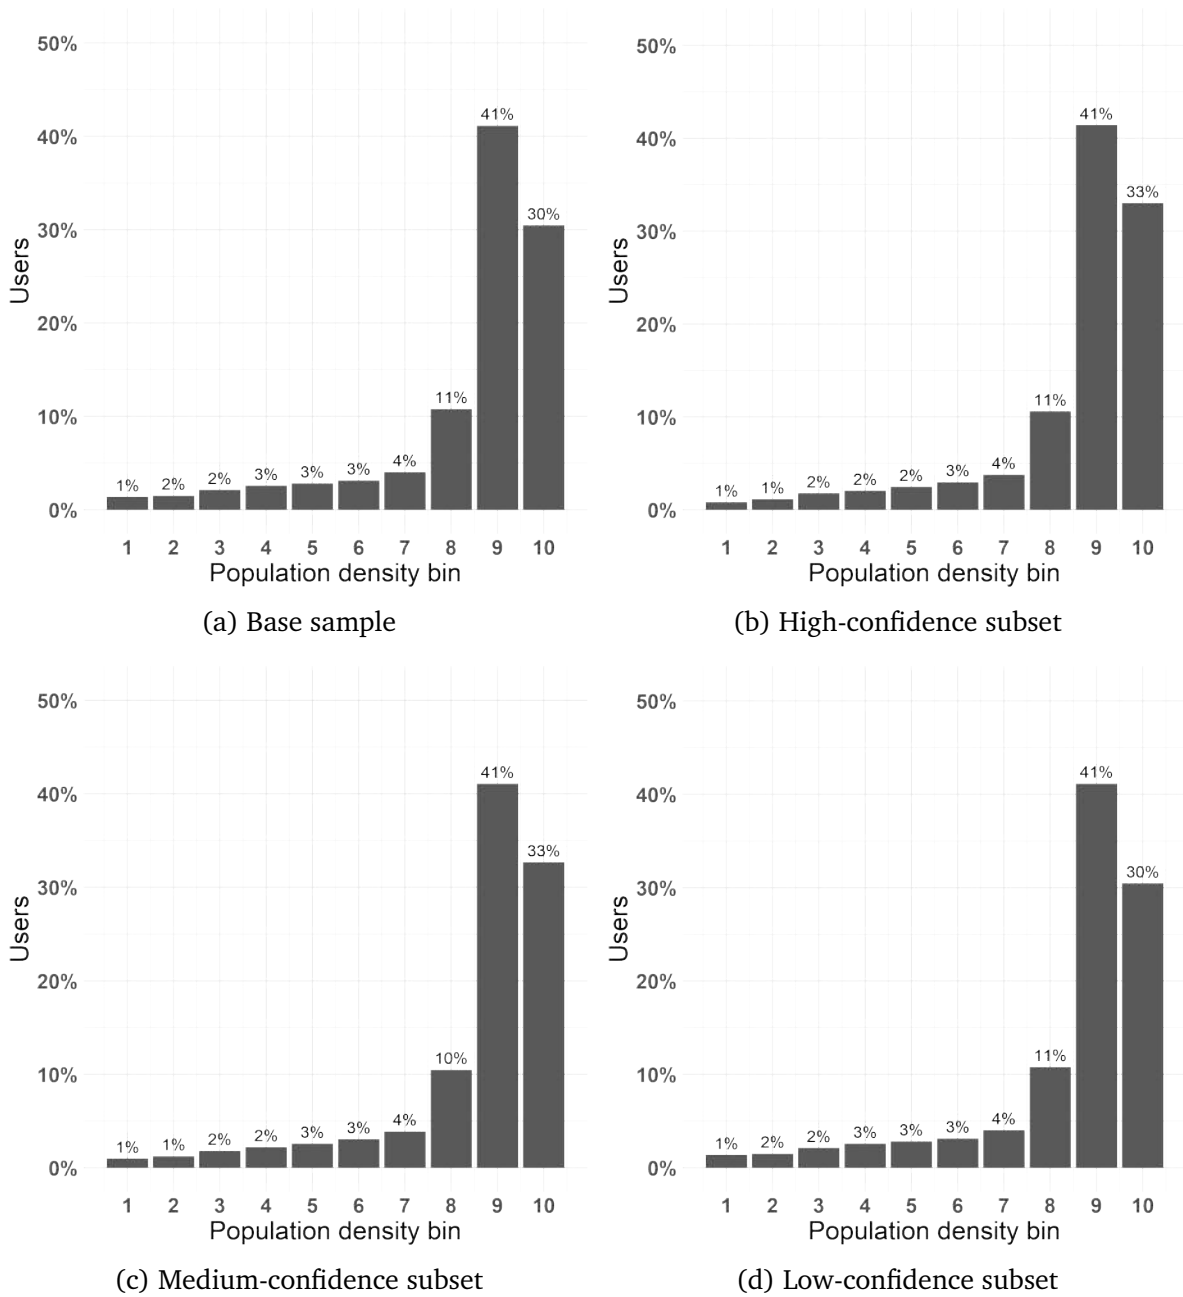 50%
40%
30%
20%
10%
0%
Users
1% 2% 2% 3% 3% 3% 4% 11% 41% 30%
1 2 3 4 5 6 7 8 9 10
Population density bin
(a) Base sample
50%
40%
30%
20%
10%
0%
Users
1% 1% 2% 2% 2% 3% 4% 11% 41% 33%
1 2 3 4 5 6 7 8 9 10
Population density bin
(b) High-confidence subset
50%
40%
30%
20%
10%
0%
Users
1% 1% 2% 2% 3% 3% 4% 10% 41% 33%
1 2 3 4 5 6 7 8 9 10
Population density bin
(c) Medium-confidence subset
50%
40%
30%
20%
10%
0%
Users
1% 2% 2% 3% 3% 3% 4% 11% 41% 30%
1 2 3 4 5 6 7 8 9 10
Population density bin
(d) Low-confidence subset